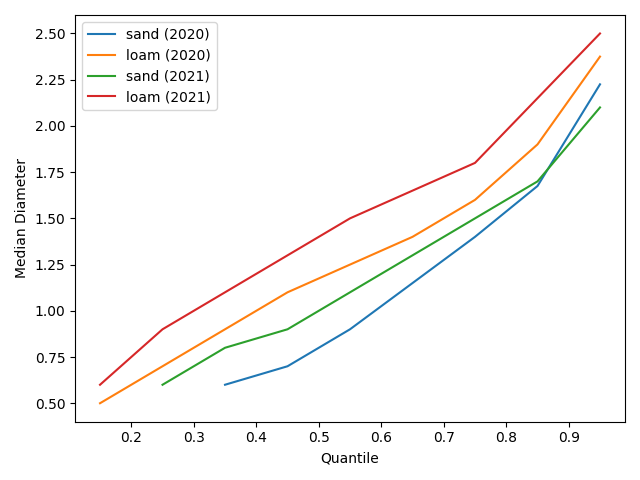 2.50
2.25
2.00
1.75
1.50
1.25
1.00
0.75
0.50
Median Diameter
sand (2020)
loam (2020)
sand (2021)
loam (2021)
0.2 0.3 0.4 0.5 0.6 0.7 0.8 0.9
Quantile